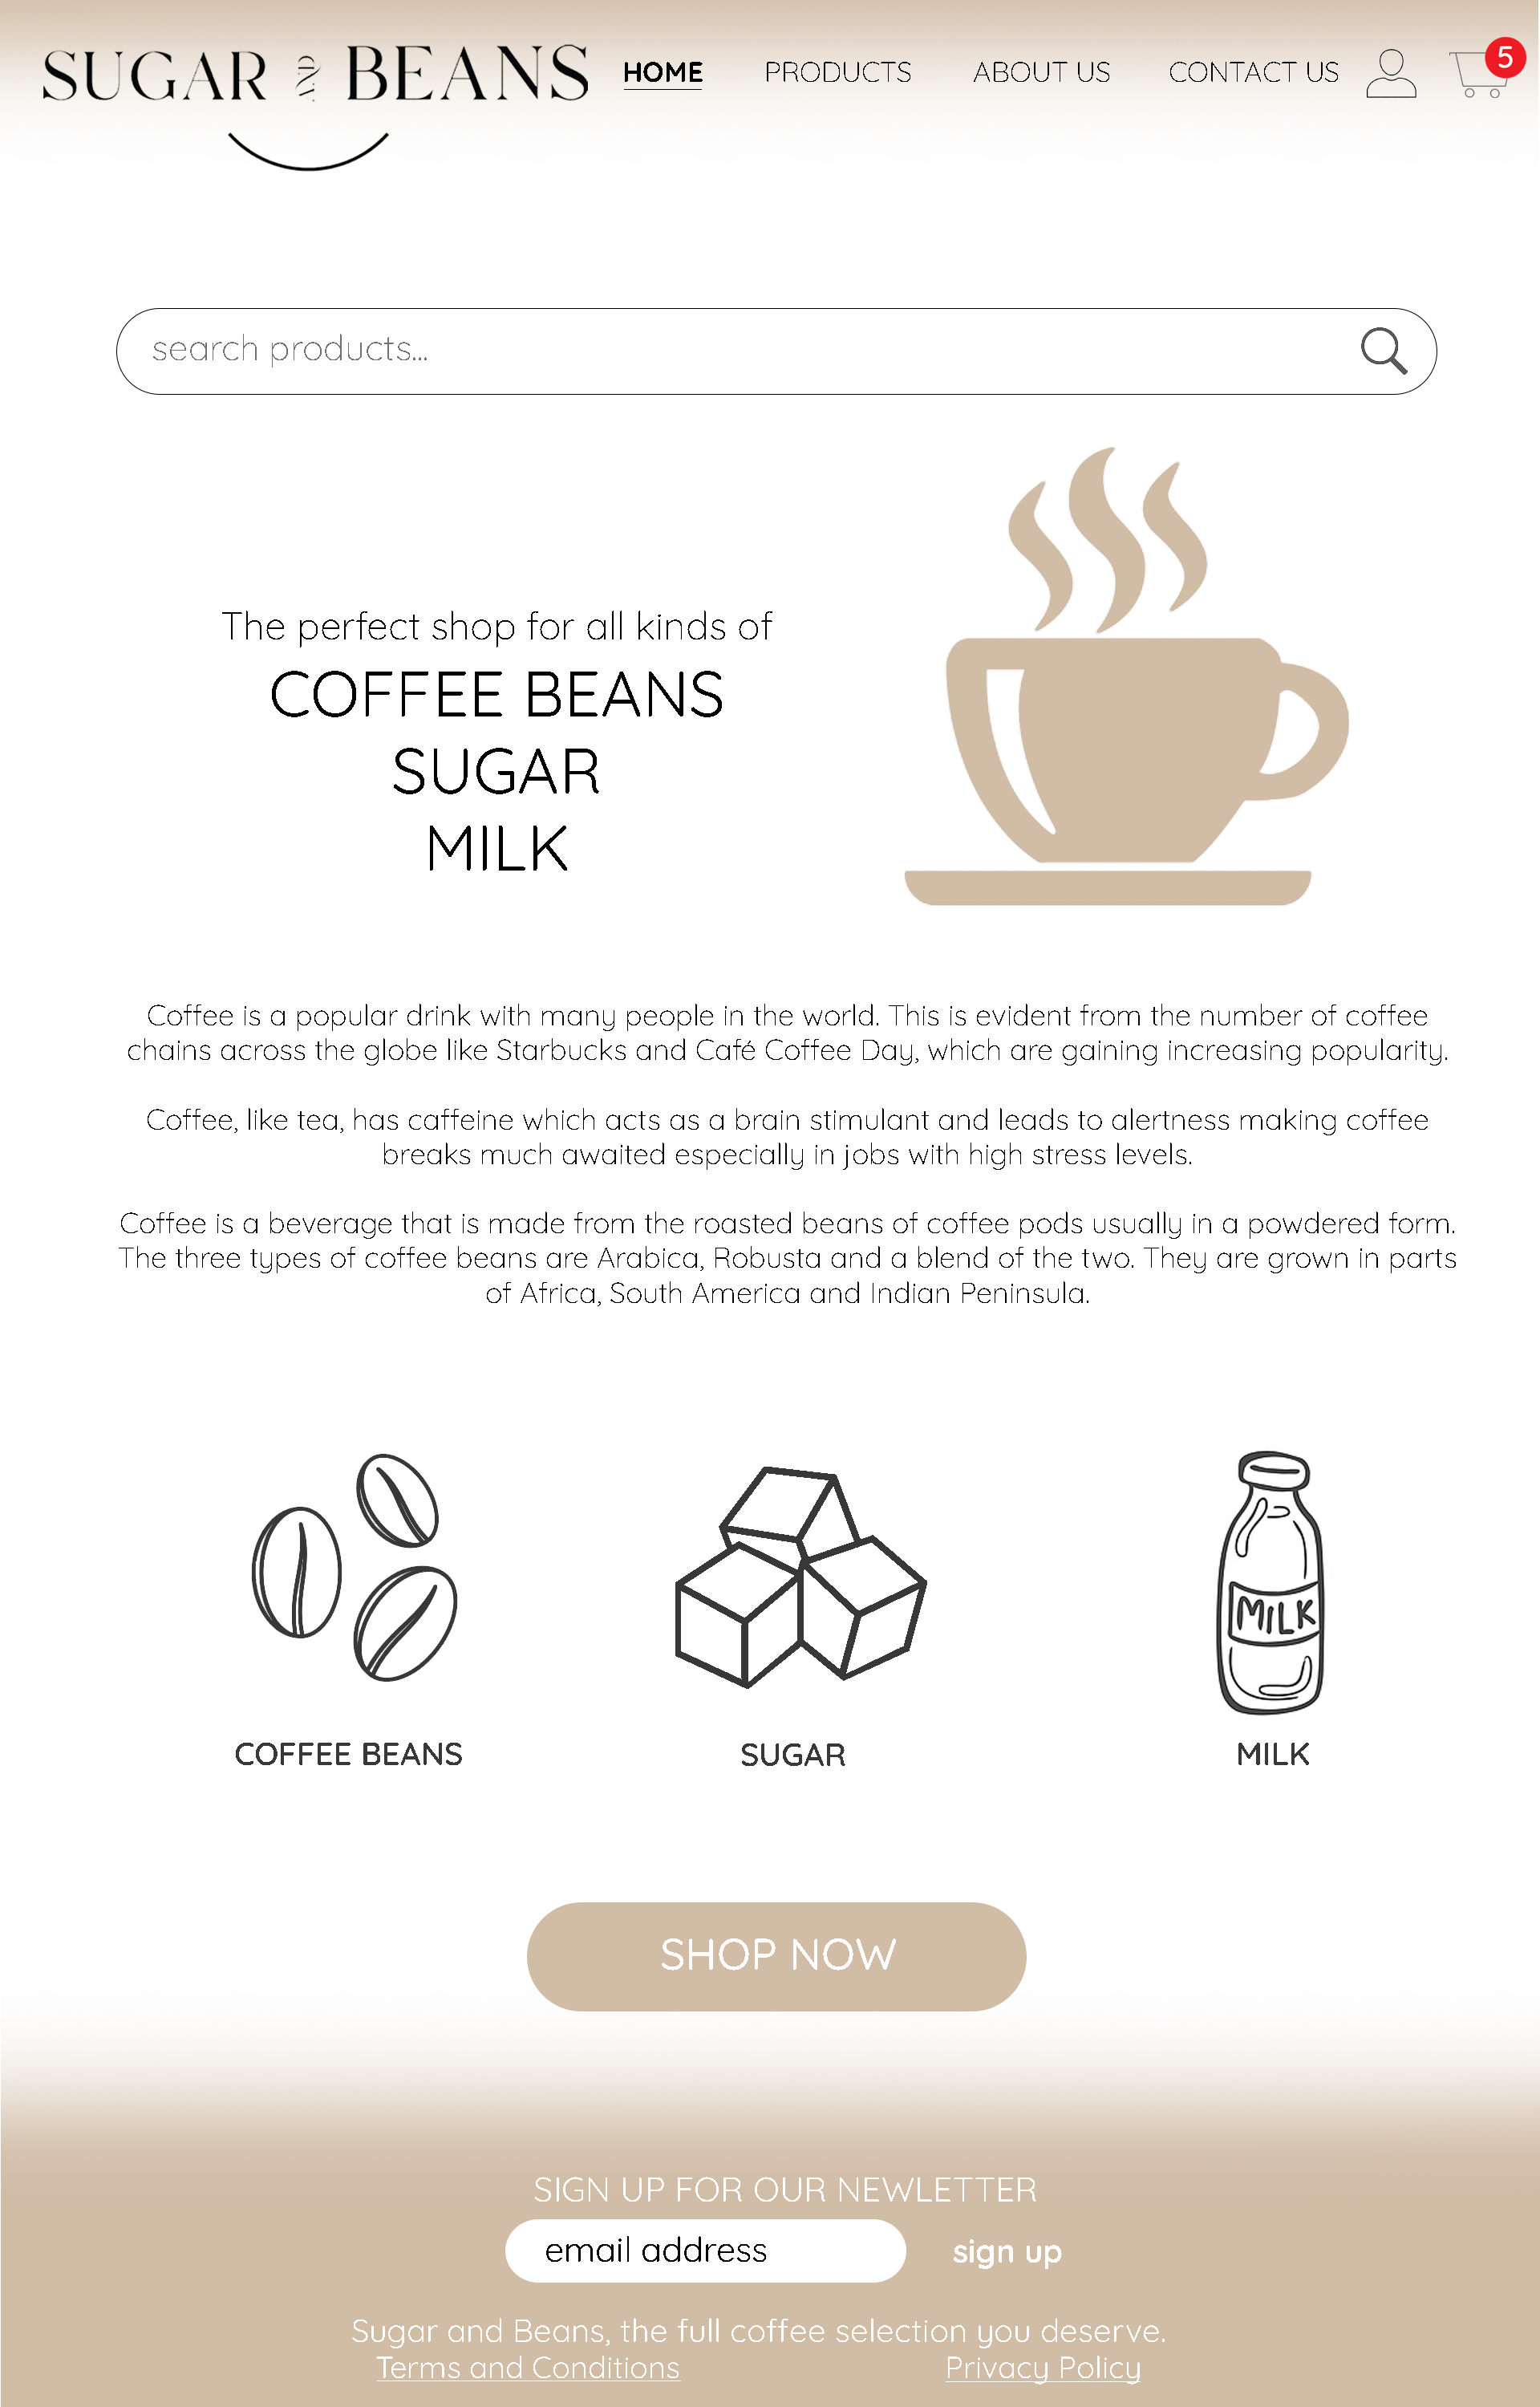 SUGAR AND BEANS
HOME PRODUCTS ABOUT US CONTACT US 5
search products...
The perfect shop for all kinds of
COFFEE BEANS
SUGAR
MILK
Coffee is a popular drink with many people in the world. This is evident from the number of coffee
chains across the globe like Starbucks and Café Coffee Day, which are gaining increasing popularity.
Coffee, like tea, has caffeine which acts as a brain stimulant and leads to alertness making coffee
breaks much awaited especially in jobs with high stress levels.
Coffee is a beverage that is made from the roasted beans of coffee pods usually in a powdered form.
The three types of coffee beans are Arabica, Robusta and a blend of the two. They are grown in parts
of Africa, South America and Indian Peninsula.
MILK
COFFEE BEANS SUGAR MILK
SHOP NOW
SIGN UP FOR OUR NEWLETTER
email address sign up
Sugar and Beans, the full coffee selection you deserve.
Terms and Conditions Privacy Policy